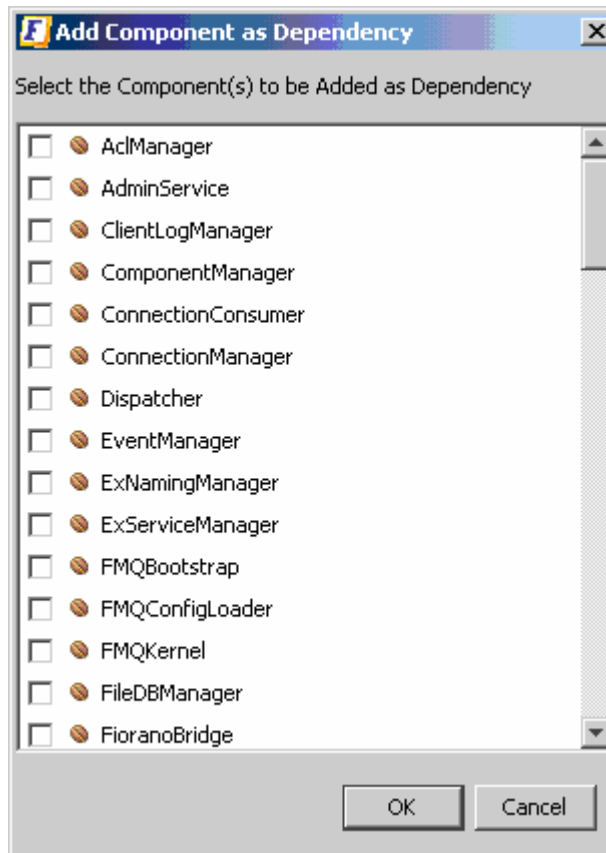 Add Component as Dependency
Select the Component(s) to be Added as Dependency
AclManager
AdminService
ClientLogManager
ComponentManager
ConnectionConsumer
ConnectionManager
Dispatcher
EventManager
ExNamingManager
ExServiceManager
FMQBootstrap
FMQConfigLoader
FMQKernel
FileDBManager
FioranoBridge
OK Cancel